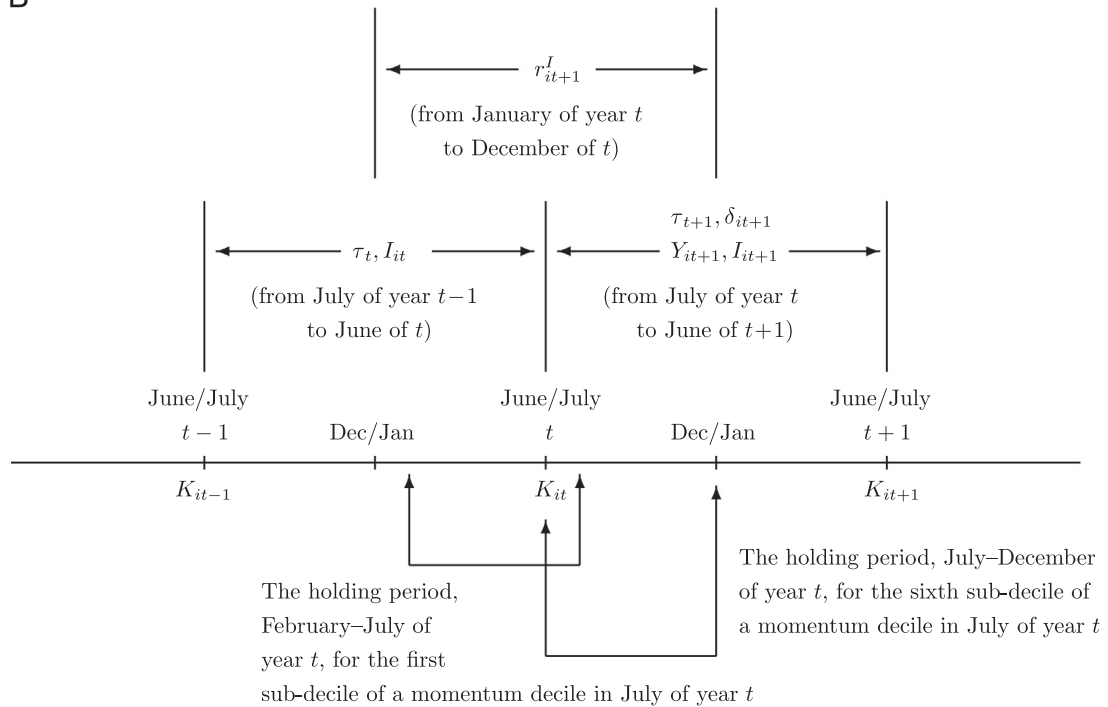 r^I_{it+1}
(from January of year t
to December of t)
τ_{t+1}, δ_{it+1}
τ_t, I_{it}
Y_{it+1}, I_{it+1}
(from July of year t−1
to June of t)
(from July of year t
to June of t+1)
June/July
t − 1
Dec/Jan
June/July
t
Dec/Jan
June/July
t + 1
K_{it−1}
K_{it}
K_{it+1}
The holding period,
February–July of
year t, for the first
sub-decile of a momentum decile in July of year t
The holding period, July–December
of year t, for the sixth sub-decile of
a momentum decile in July of year t